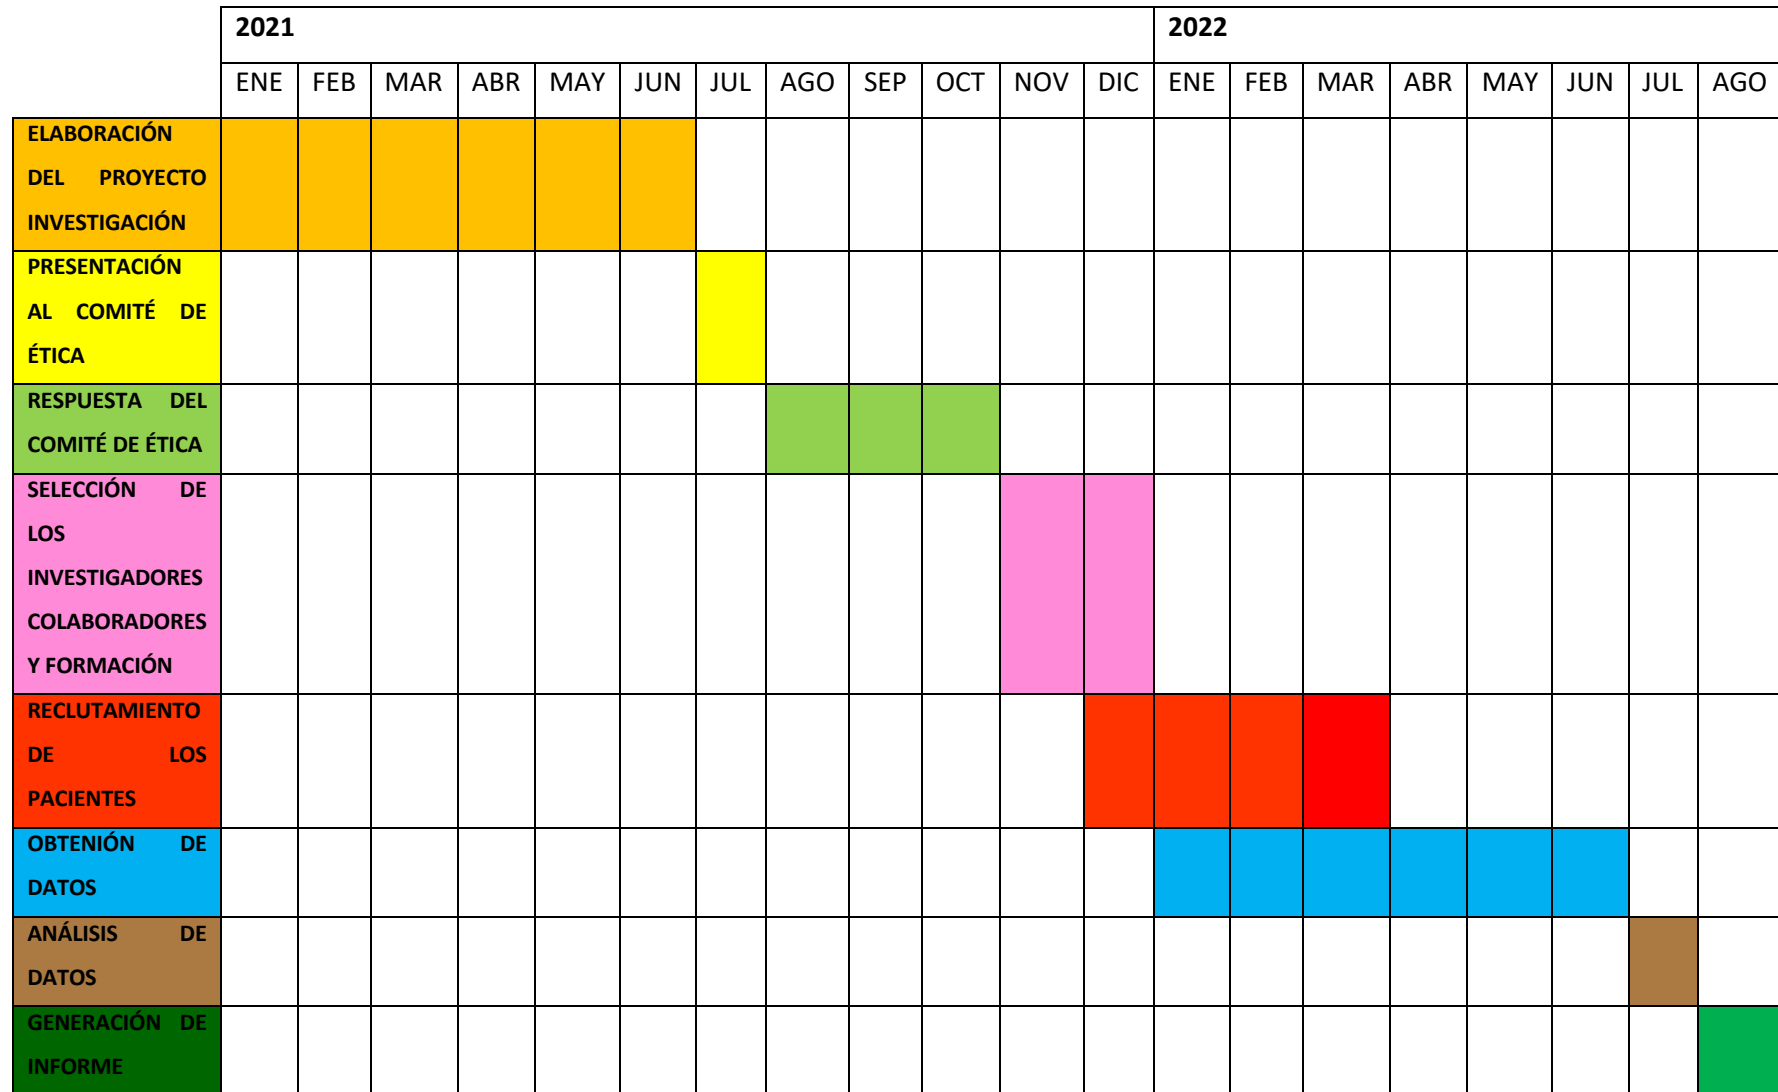 2021 2022
ENE FEB MAR ABR MAY JUN JUL AGO SEP OCT NOV DIC ENE FEB MAR ABR MAY JUN JUL AGO
ELABORACIÓN
DEL PROYECTO
INVESTIGACIÓN
PRESENTACIÓN
AL COMITÉ DE
ÉTICA
RESPUESTA DEL
COMITÉ DE ÉTICA
SELECCIÓN DE
LOS
INVESTIGADORES
COLABORADORES
Y FORMACIÓN
RECLUTAMIENTO
DE LOS
PACIENTES
OBTENIÓN DE
DATOS
ANÁLISIS DE
DATOS
GENERACIÓN DE
INFORME